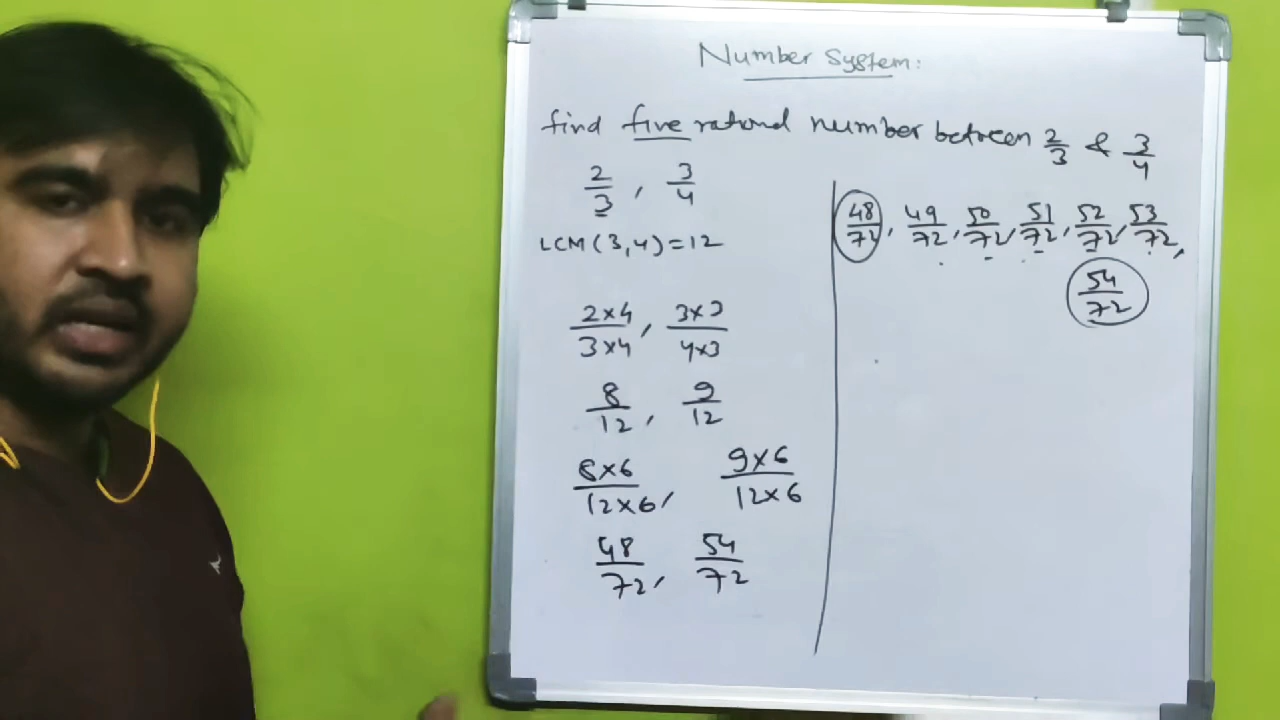 Number System:
find five rational number between 2/3 & 3/4
2/3, 3/4
LCM(3,4)=12
2×4/3×4, 3×3/4×3
8/12, 9/12
8×6/12×6, 9×6/12×6
48/72, 54/72
48/72, 49/72, 50/72, 51/72, 52/72, 53/72,
54/72